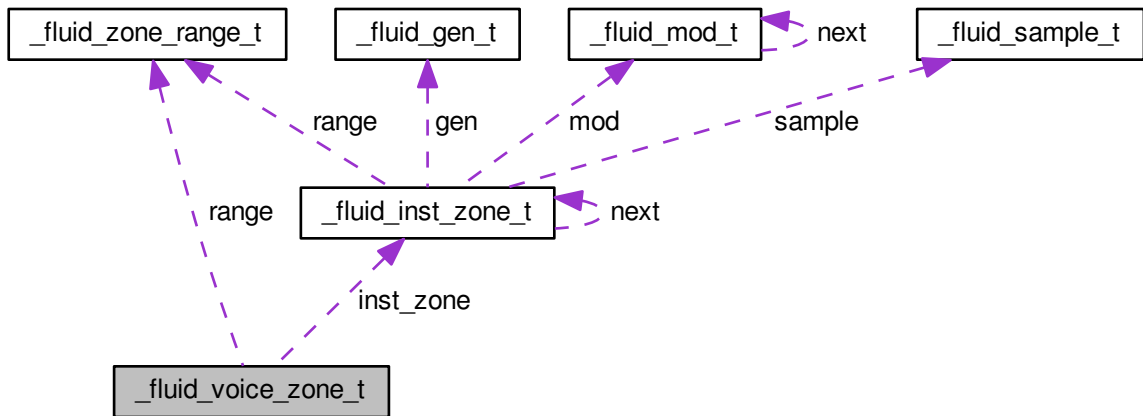 _fluid_zone_range_t
_fluid_gen_t
_fluid_mod_t
next
_fluid_sample_t
range
gen
mod
sample
range
_fluid_inst_zone_t
next
inst_zone
_fluid_voice_zone_t